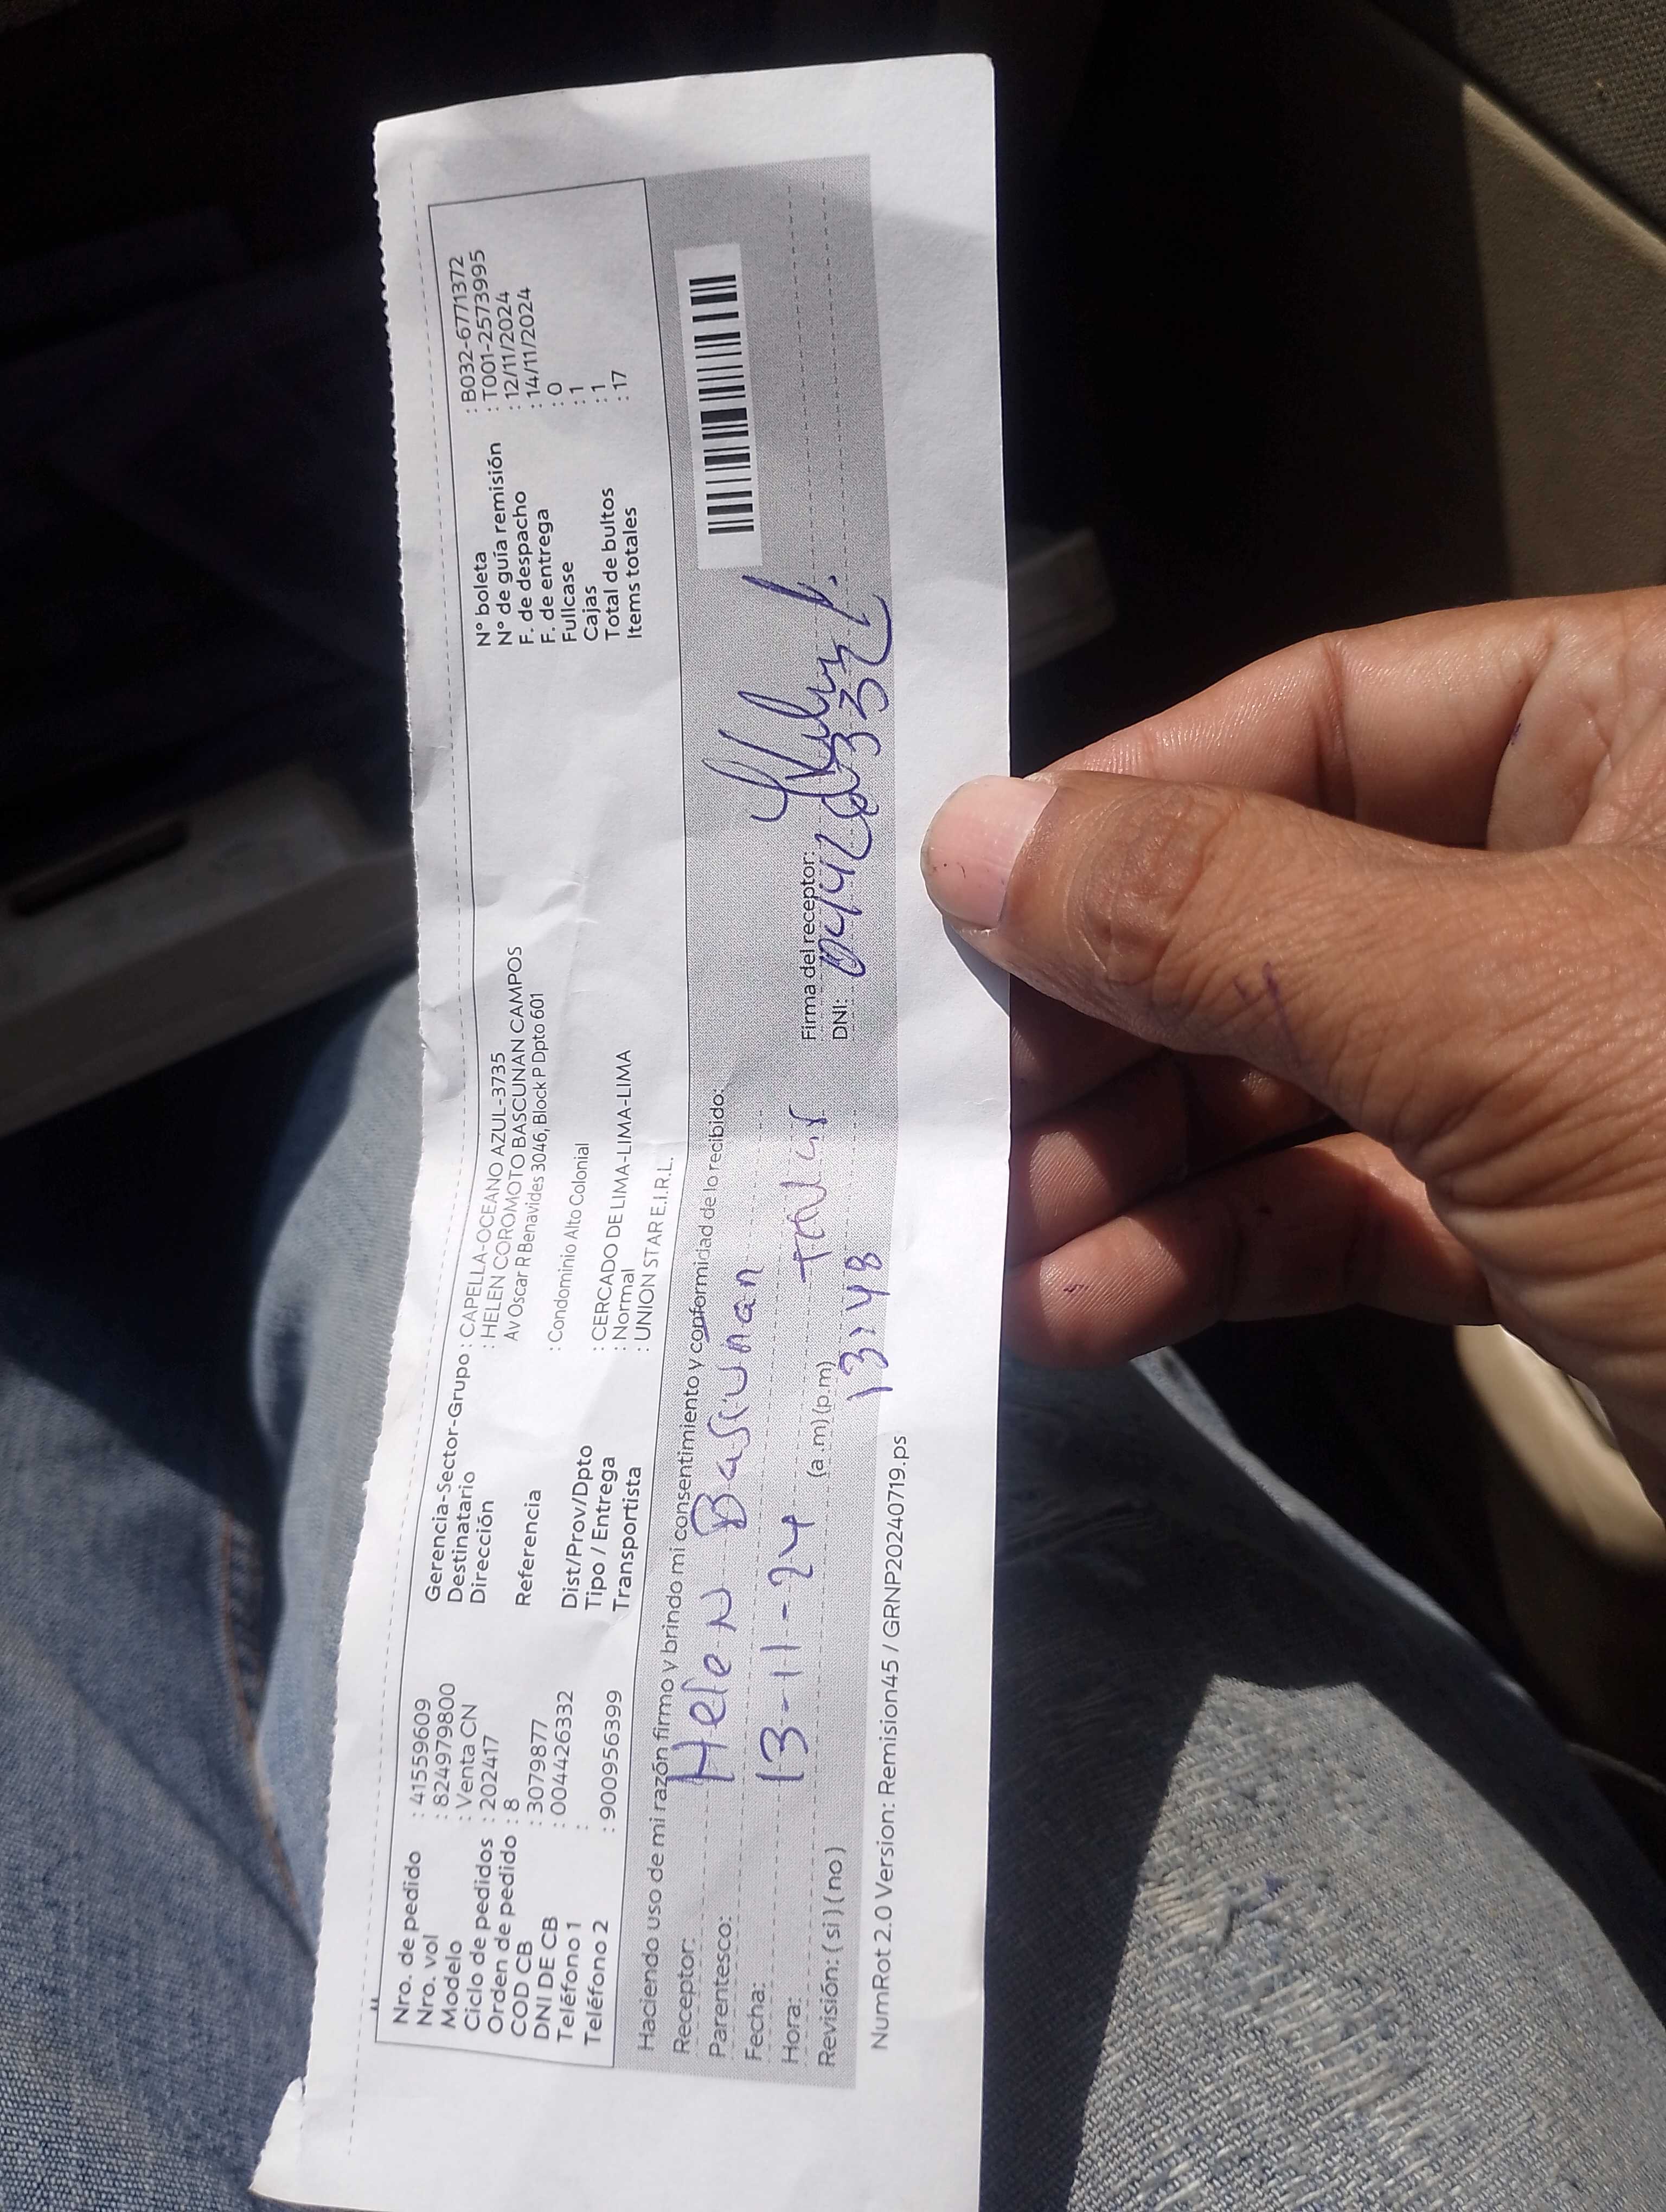 Nro. de pedido : 41559609
Nro. vol : 824979800
Modelo : Venta CN
Ciclo de pedidos : 202417
Orden de pedido : 8
COD CB : 3079877
DNI DE CB : 004426332
Teléfono 1 :
Teléfono 2 : 900956399
Gerencia-Sector-Grupo : CAPELLA-OCEANO AZUL-3735
Destinatario : HELEN COROMOTO BASCUNAN CAMPOS
Dirección Av Oscar R Benavides 3046, Block P Dpto 601
Referencia : Condominio Alto Colonial
Dist/Prov/Dpto : CERCADO DE LIMA-LIMA-LIMA
Tipo / Entrega : Normal
Transportista : UNION STAR E.I.R.L.
N° boleta : B032-6771372
N° de guía remisión : T001-2573995
F. de despacho : 12/11/2024
F. de entrega : 14/11/2024
Fullcase : 0
Cajas : 1
Total de bultos : 1
Items totales : 17
Haciendo uso de mi razón firmo y brindo mi consentimiento y conformidad de lo recibido:
Receptor: Helen Bascunan
Parentesco:
Fecha: 13-11-24
Hora: (a.m) (p.m) 13:48
Revisión: ( si ) ( no )
Firma del receptor:
DNI:
NumRot 2.0 Version: Remision45 / GRNP20240719.ps